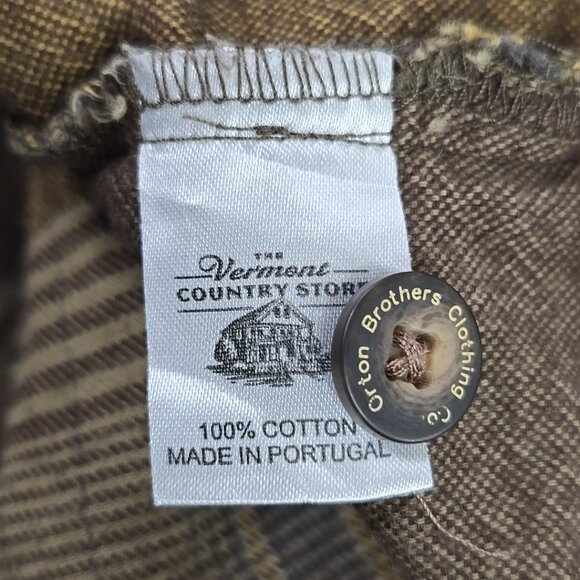 THE
Vermont
COUNTRY STORE
100% COTTON
MADE IN PORTUGAL
Orton Brothers Clothing Co.